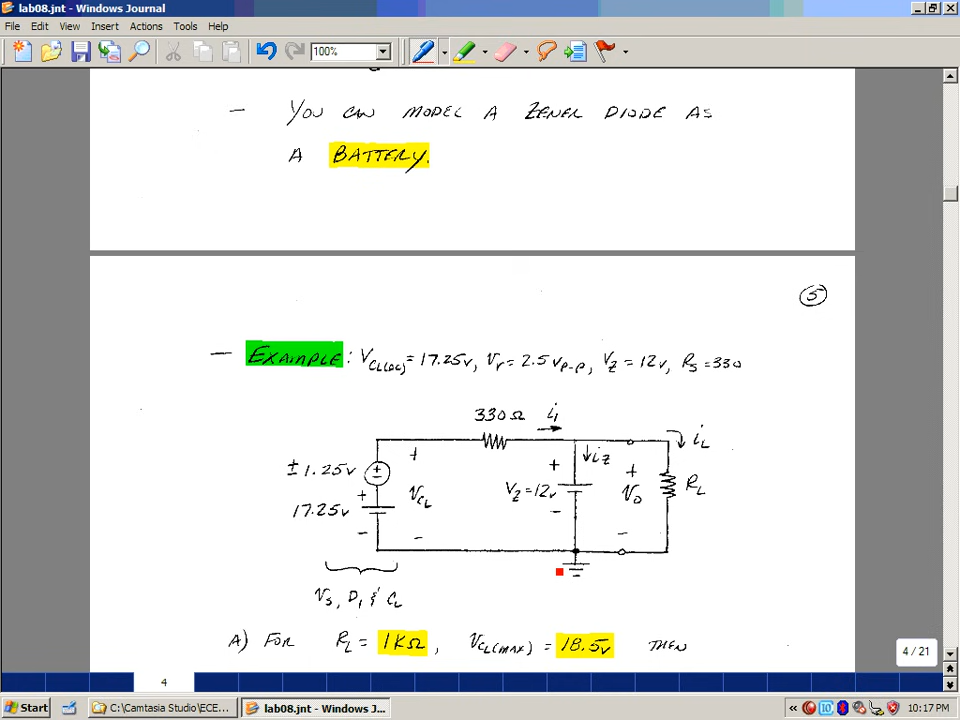 lab08.jnt - Windows Journal
File Edit View Insert Actions Tools Help
100%
- YOU CAN MODEL A ZENER DIODE AS
A BATTERY.
5
- EXAMPLE: VCL(DC) = 17.25V, Vr = 2.5 VP-P, VZ = 12V, RS = 330
330Ω i1
iL
+ + iZ +
± 1.25V ±
VCL VZ = 12V VO RL
+
17.25V
- - - -
VS, D1 & CL
A) FOR RL = 1KΩ, VCL(MAX) = 18.5V THEN
4 / 21
4
Start C:\Camtasia Studio\ECE... lab08.jnt - Windows J... « 10:17 PM